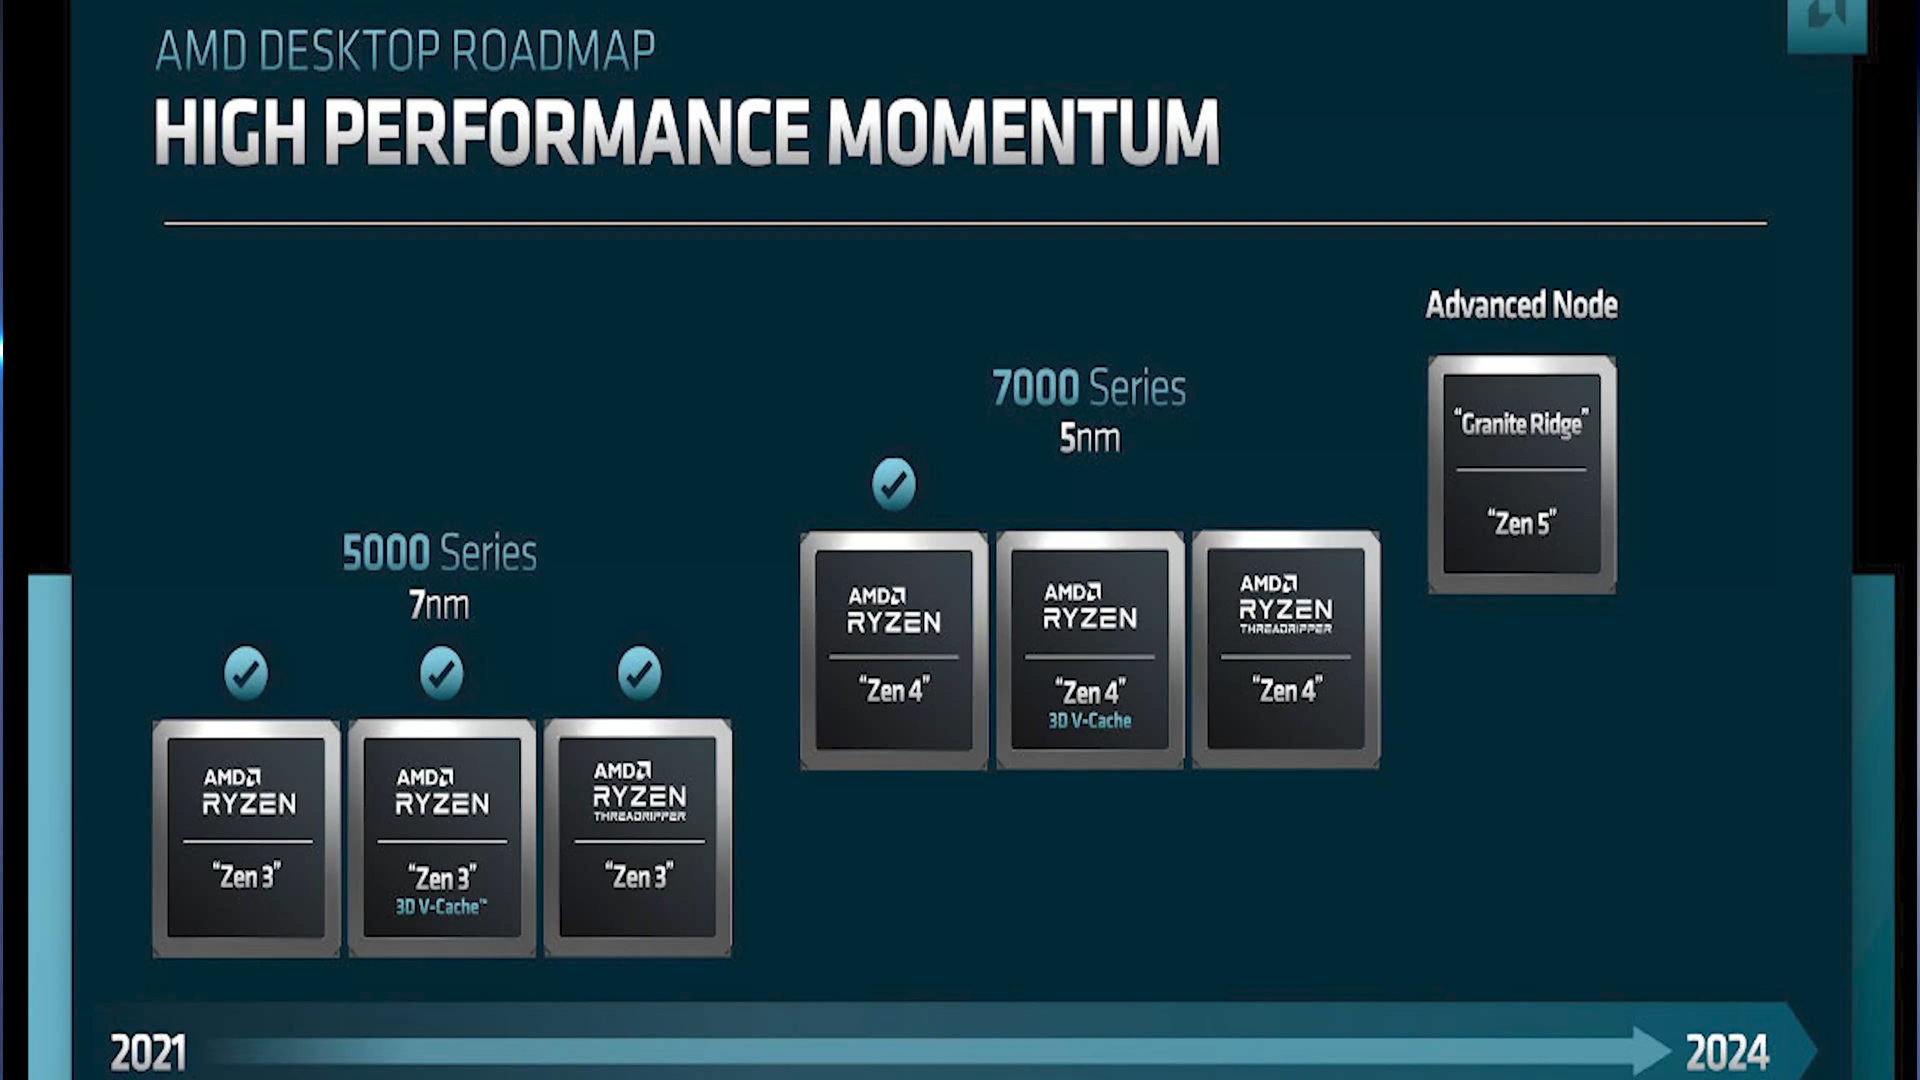 AMD DESKTOP ROADMAP
HIGH PERFORMANCE MOMENTUM
Advanced Node
"Granite Ridge"
"Zen 5"
7000 Series
5nm
AMD
RYZEN
"Zen 4"
AMD
RYZEN
"Zen 4"
3D V-Cache
AMD
RYZEN
THREADRIPPER
"Zen 4"
5000 Series
7nm
AMD
RYZEN
"Zen 3"
AMD
RYZEN
"Zen 3"
3D V-Cache™
AMD
RYZEN
THREADRIPPER
"Zen 3"
2021
2024